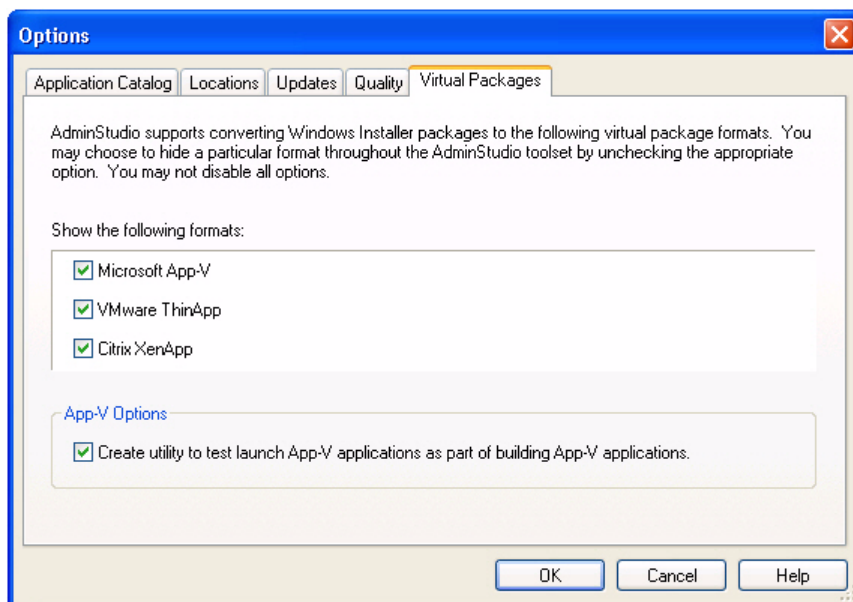 Options
Application Catalog Locations Updates Quality Virtual Packages
AdminStudio supports converting Windows Installer packages to the following virtual package formats. You
may choose to hide a particular format throughout the AdminStudio toolset by unchecking the appropriate
option. You may not disable all options.
Show the following formats:
Microsoft App-V
VMware ThinApp
Citrix XenApp
App-V Options
Create utility to test launch App-V applications as part of building App-V applications.
OK Cancel Help